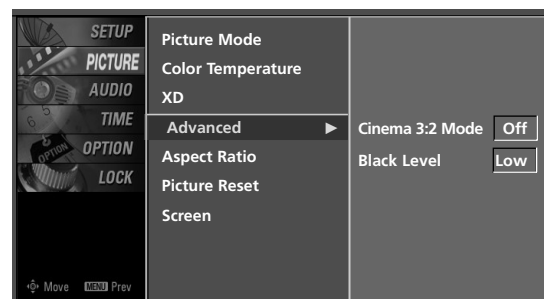 SETUP
PICTURE
AUDIO
TIME
OPTION
LOCK
Move MENU Prev
Picture Mode
Color Temperature
XD
Advanced ►
Aspect Ratio
Picture Reset
Screen
Cinema 3:2 Mode Off
Black Level Low